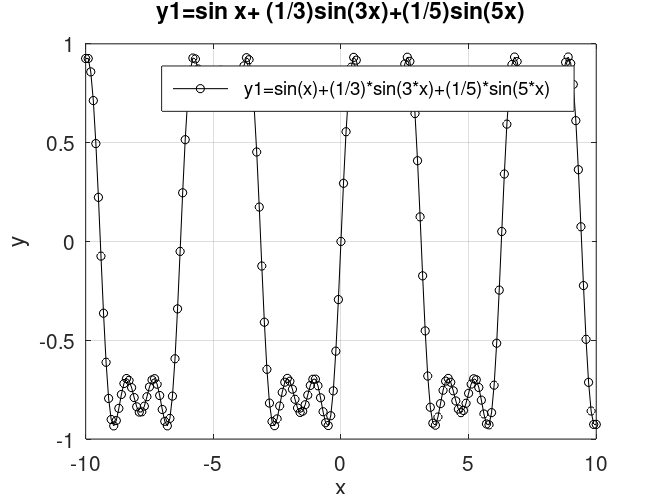 y1=sin x+ (1/3)sin(3x)+(1/5)sin(5x)
1
y1=sin(x)+(1/3)*sin(3*x)+(1/5)*sin(5*x)
0.5
0
y
-0.5
-1
-10 -5 0 5 10
x